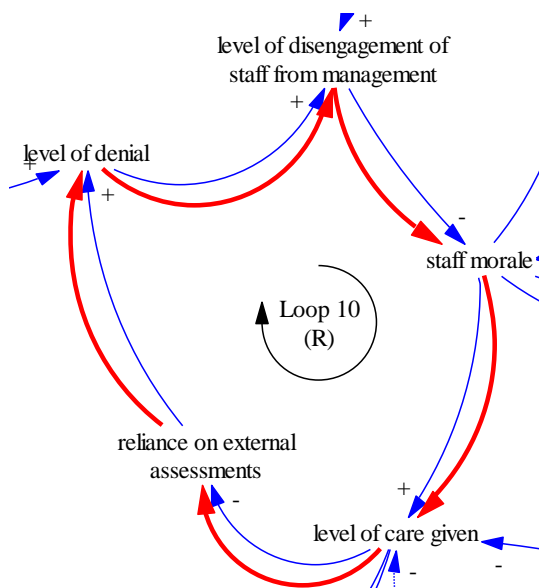 +
level of disengagement of
staff from management
+
+
level of denial
+
-
staff morale
Loop 10
(R)
reliance on external
assessments
-
+
level of care given
-
-